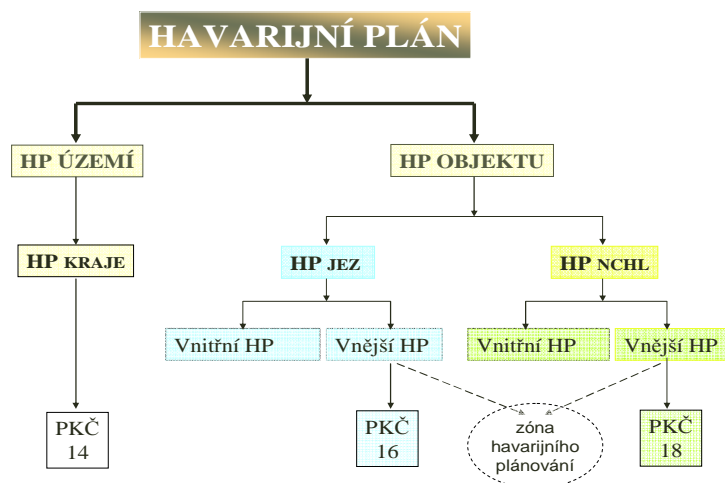 HAVARIJNÍ PLÁN
HP ÚZEMÍ
HP OBJEKTU
HP KRAJE
HP JEZ
HP NCHL
Vnitřní HP
Vnější HP
Vnitřní HP
Vnější HP
PKČ
14
PKČ
16
zóna
havarijního
plánování
PKČ
18